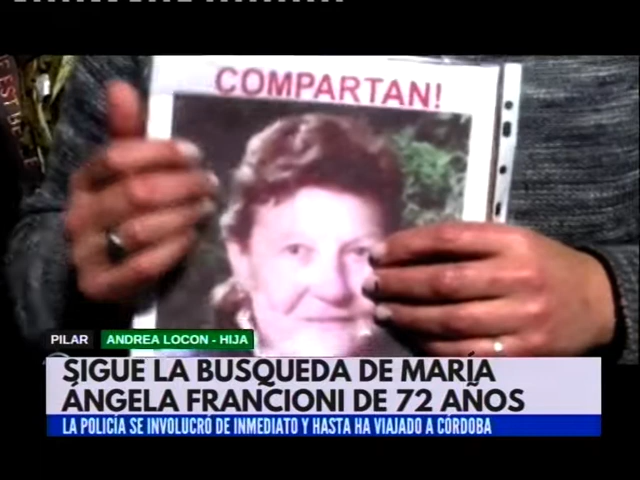 COMPARTAN!
PILAR
ANDREA LOCON - HIJA
SIGUE LA BUSQUEDA DE MARÍA
ÁNGELA FRANCIONI DE 72 AÑOS
LA POLICÍA SE INVOLUCRÓ DE INMEDIATO Y HASTA HA VIAJADO A CÓRDOBA